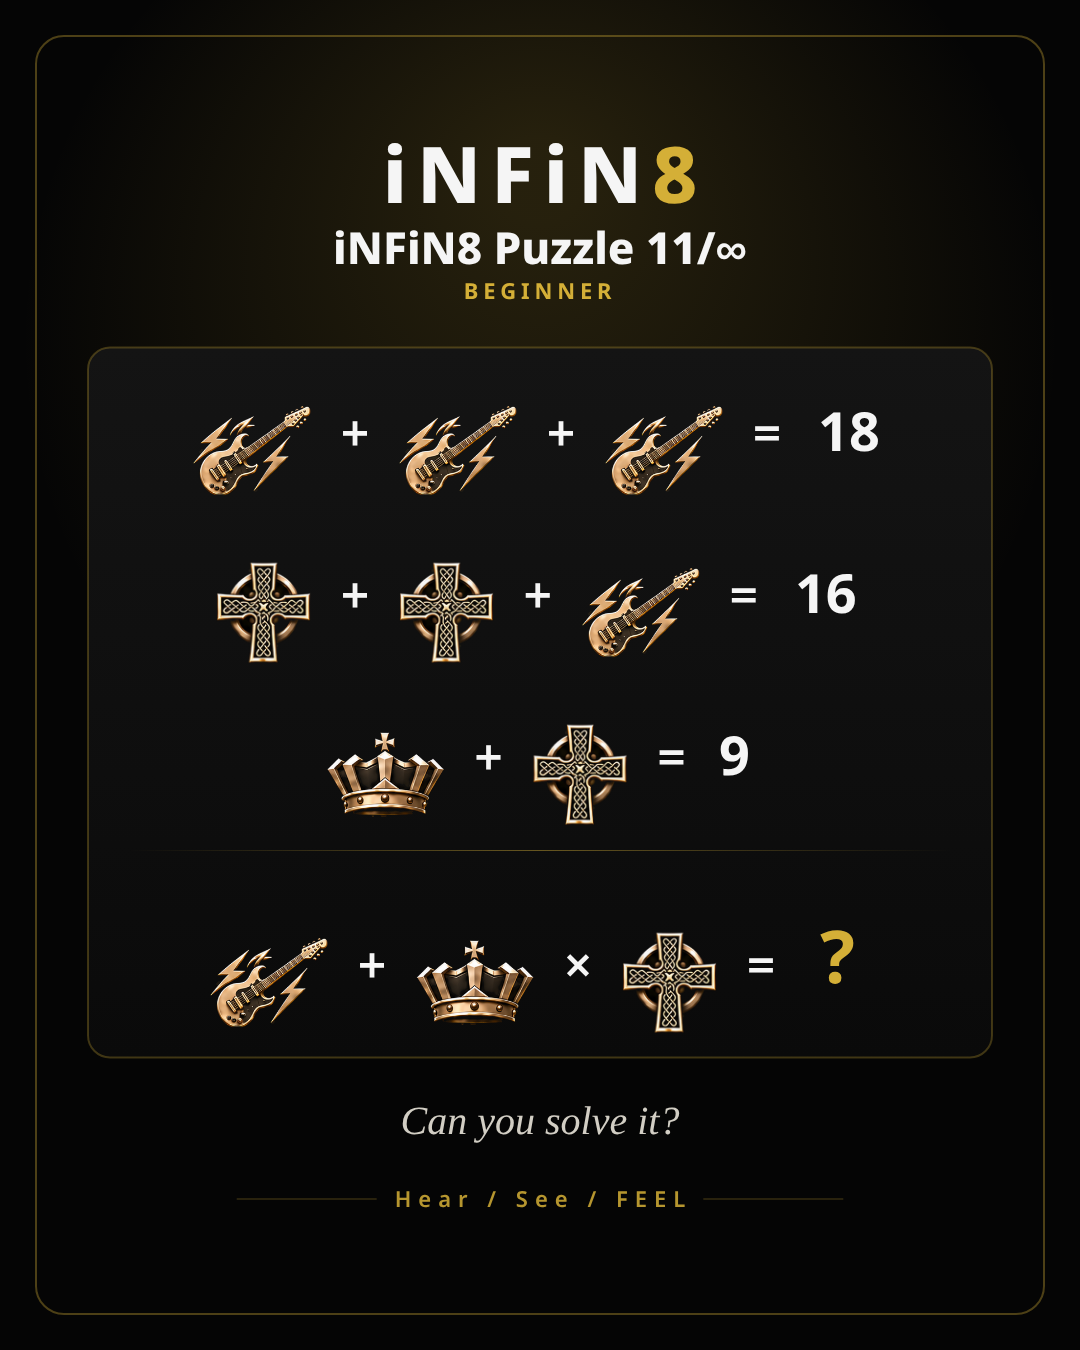 iNFiN8
iNFiN8 Puzzle 11/∞
BEGINNER
+ + = 18
+ + = 16
+ = 9
+ × = ?
Can you solve it?
Hear / See / FEEL